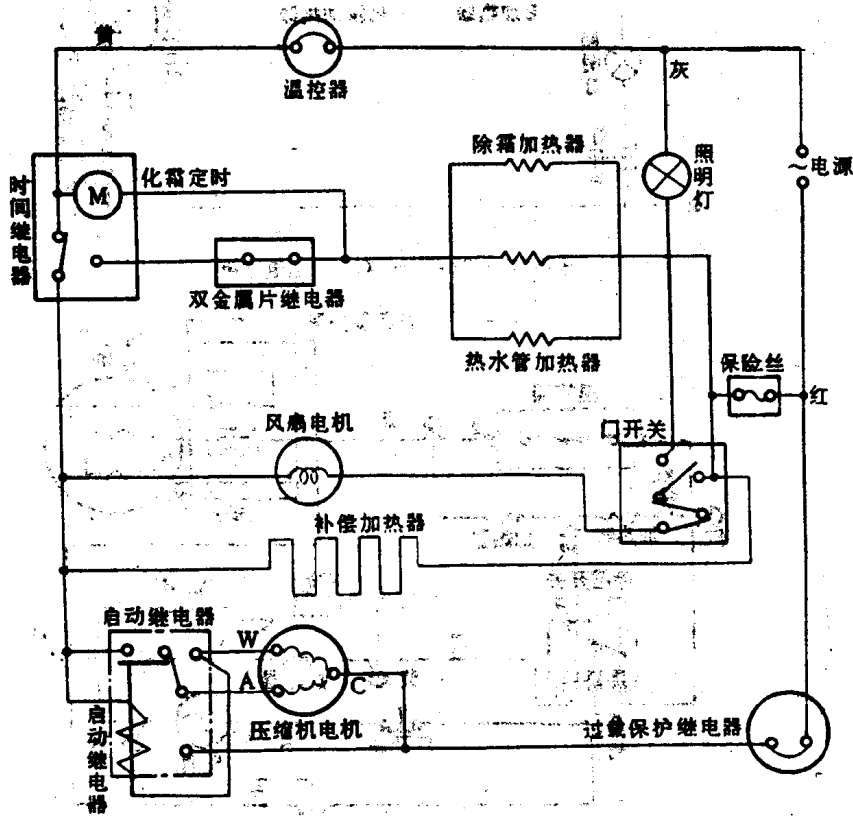 黄
温控器
灰
除霜加热器
照明灯
~电源
化霜定时
M
时间继电器
双金属片继电器
热水管加热器
保险丝
红
风扇电机
门开关
补偿加热器
启动继电器
W
A
C
压缩机电机
启动继电器
过载保护继电器